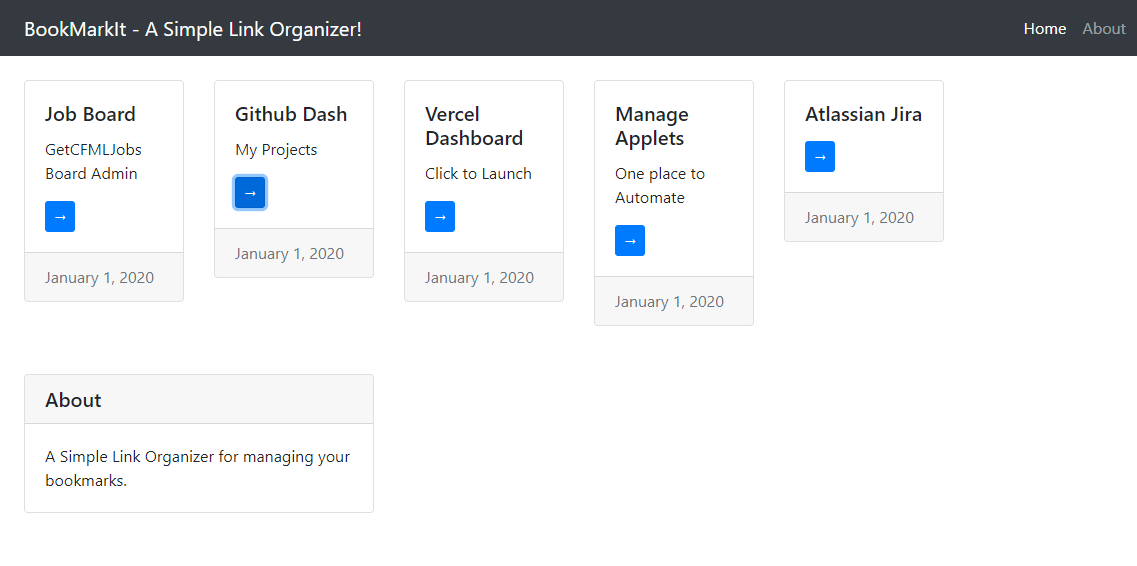 BookMarkIt - A Simple Link Organizer!
Home
About
Job Board
GetCFMLJobs
Board Admin
→
January 1, 2020
Github Dash
My Projects
→
January 1, 2020
Vercel
Dashboard
Click to Launch
→
January 1, 2020
Manage
Applets
One place to
Automate
→
January 1, 2020
Atlassian Jira
→
January 1, 2020
About
A Simple Link Organizer for managing your
bookmarks.